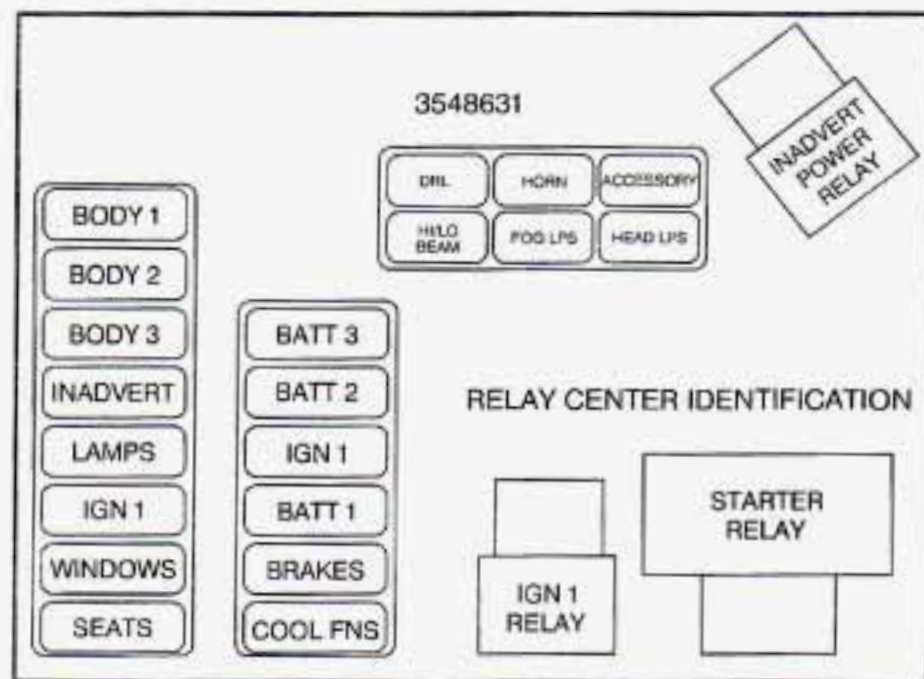 3548631
DRL
HORN
ACCESSORY
HI/LO
BEAM
FOG LPS
HEAD LPS
INADVERT
POWER
RELAY
BODY 1
BODY 2
BODY 3
INADVERT
LAMPS
IGN 1
WINDOWS
SEATS
BATT 3
BATT 2
IGN 1
BATT 1
BRAKES
COOL FNS
RELAY CENTER IDENTIFICATION
IGN 1
RELAY
STARTER
RELAY